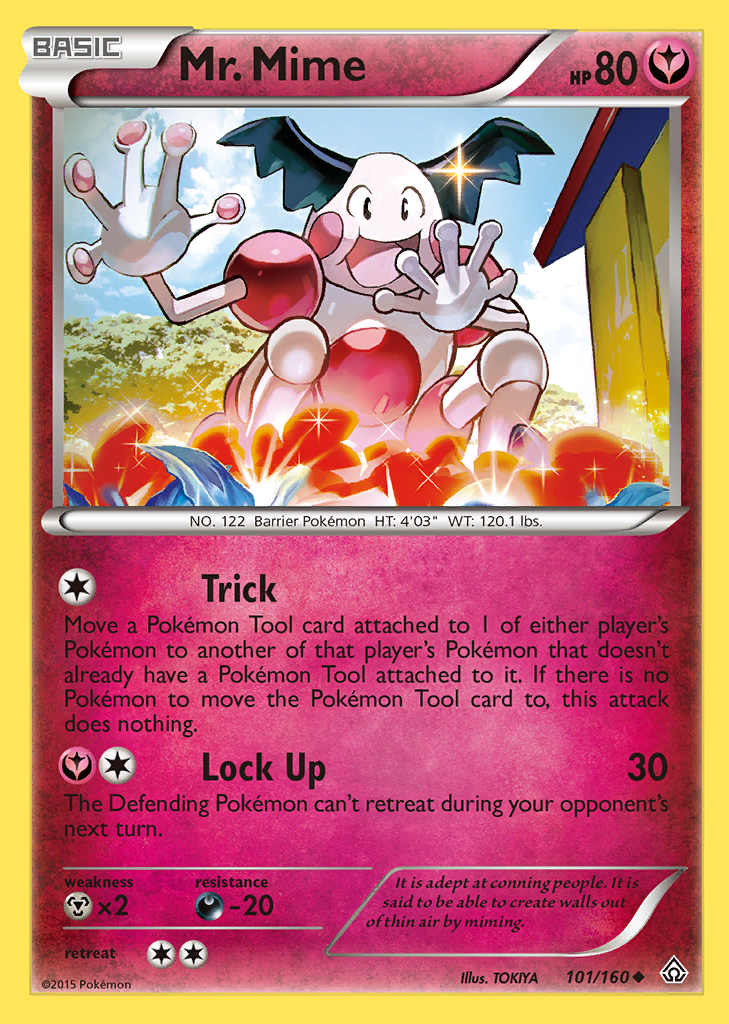 BASIC
Mr. Mime
HP 80
NO. 122 Barrier Pokémon HT: 4'03" WT: 120.1 lbs.
Trick
Move a Pokémon Tool card attached to 1 of either player's
Pokémon to another of that player's Pokémon that doesn't
already have a Pokémon Tool attached to it. If there is no
Pokémon to move the Pokémon Tool card to, this attack
does nothing.
Lock Up 30
The Defending Pokémon can't retreat during your opponent's
next turn.
weakness resistance
×2 -20
It is adept at conning people. It is
said to be able to create walls out
of thin air by miming.
retreat
©2015 Pokémon
Illus. TOKIYA 101/160